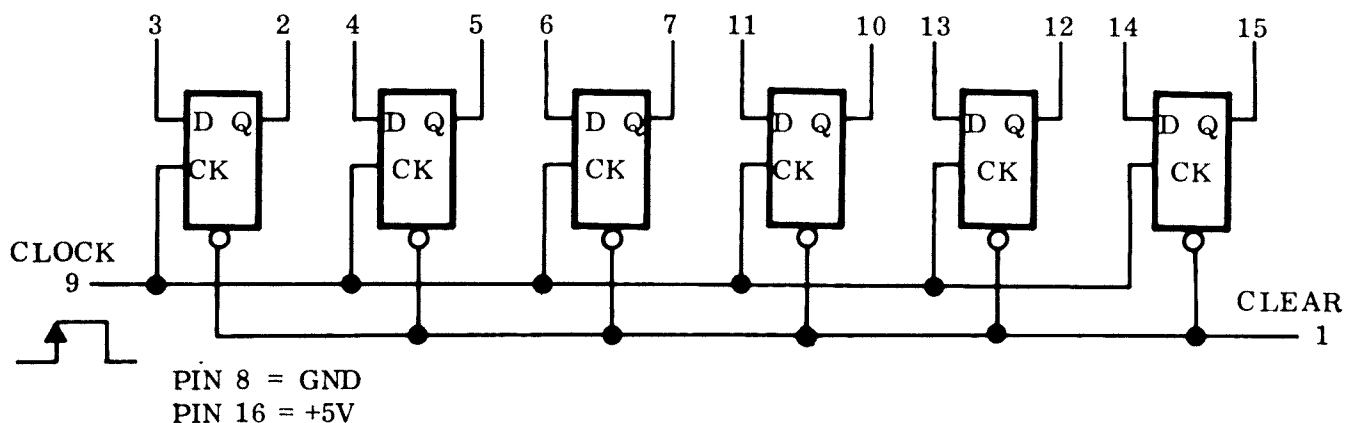 3 2 4 5 6 7 11 10 13 12 14 15
D Q D Q D Q D Q D Q D Q
CK CK CK CK CK CK
CLOCK
9
CLEAR
1
PIN 8 = GND
PIN 16 = +5V